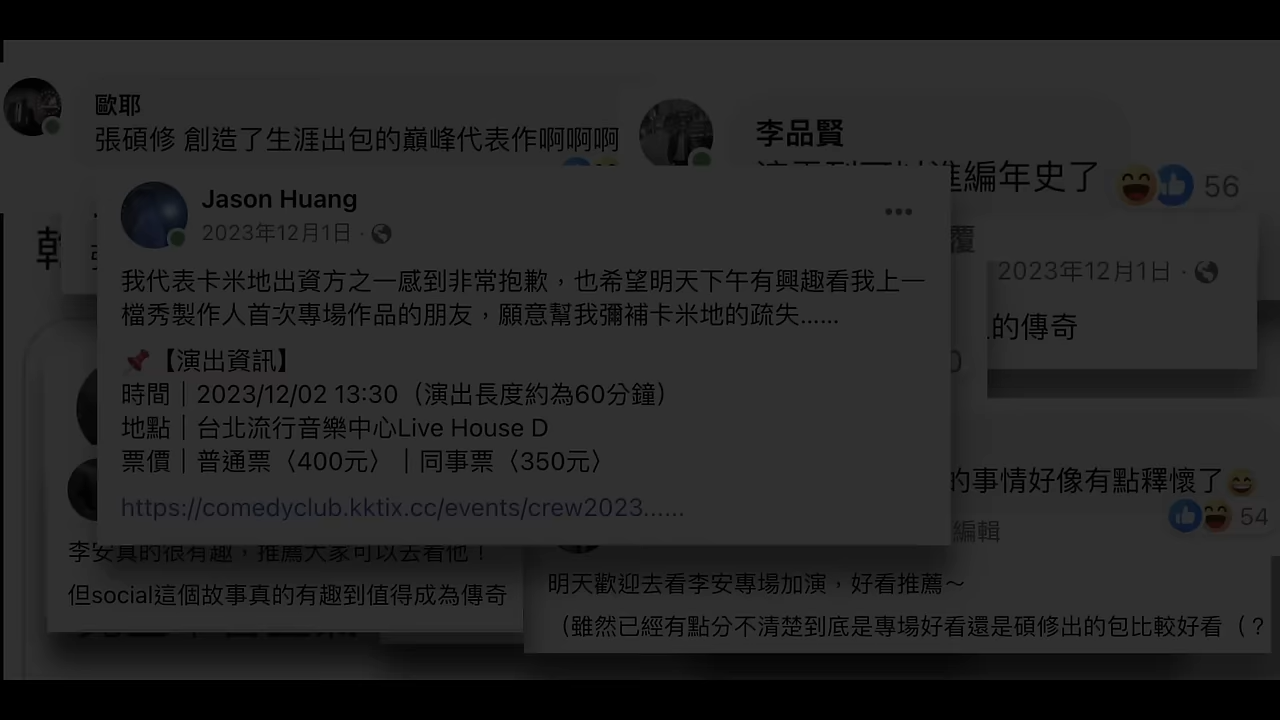 歐耶
張碩修 創造了生涯出包的巔峰代表作啊啊啊
李品賢
進編年史了
56
Jason Huang
2023年12月1日
我代表卡米地出資方之一感到非常抱歉，也希望明天下午有興趣看我上一
檔秀製作人首次專場作品的朋友，願意幫我彌補卡米地的疏失......
📌【演出資訊】
時間｜2023/12/02 13:30（演出長度約為60分鐘）
地點｜台北流行音樂中心Live House D
票價｜普通票〈400元〉｜同事票〈350元〉
https://comedyclub.kktix.cc/events/crew2023......
覆
2023年12月1日
的傳奇
的事情好像有點釋懷了😄
54
編輯
李安真的很有趣，推薦大家可以去看他！
但social這個故事真的有趣到值得成為傳奇
明天歡迎去看李安專場加演，好看推薦～
（雖然已經有點分不清楚到底是專場好看還是碩修出的包比較好看（？